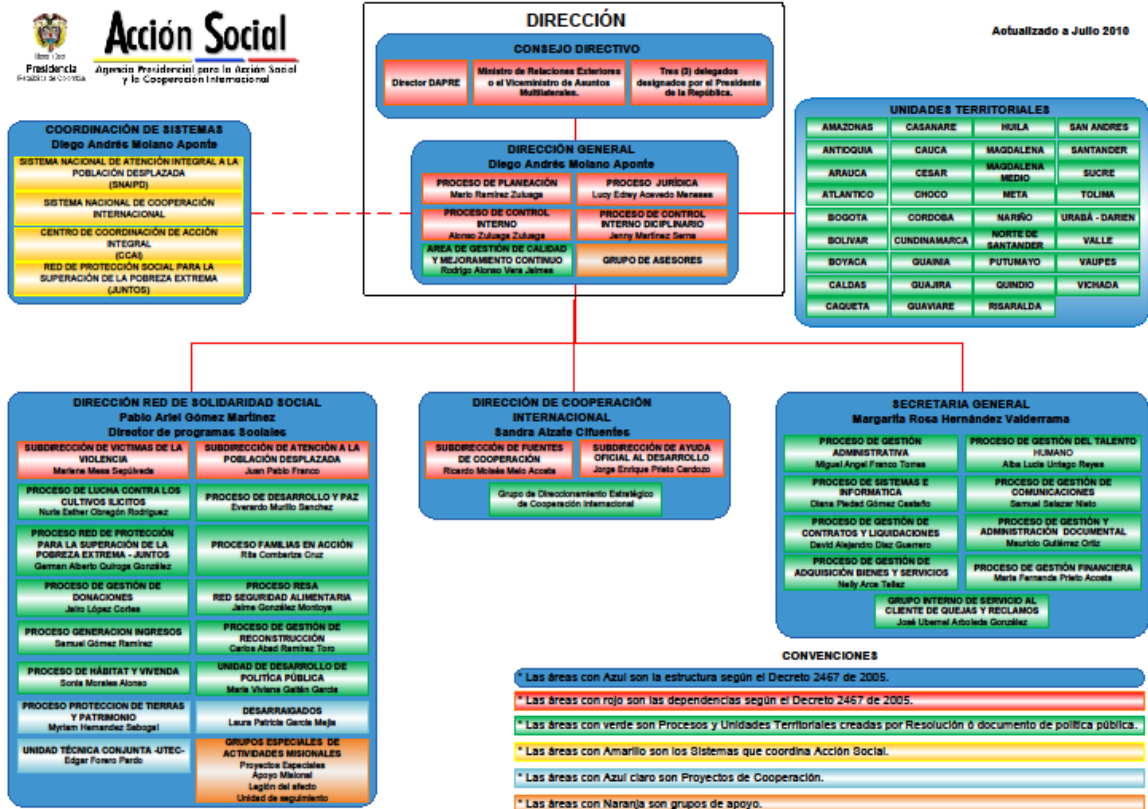 Presidencia
República de Colombia
Acción Social
Agencia Presidencial para la Acción Social
y la Cooperación Internacional
Actualizado a Julio 2010
DIRECCIÓN
CONSEJO DIRECTIVO
Director DAPRE
Ministro de Relaciones Exteriores
o el Viceministro de Asuntos
Multilaterales.
Tres (3) delegados
designados por el Presidente
de la República.
COORDINACIÓN DE SISTEMAS
Diego Andrés Molano Aponte
SISTEMA NACIONAL DE ATENCIÓN INTEGRAL A LA
POBLACIÓN DESPLAZADA
(SNAIPD)
SISTEMA NACIONAL DE COOPERACIÓN
INTERNACIONAL
CENTRO DE COORDINACIÓN DE ACCIÓN
INTEGRAL
(CCAI)
RED DE PROTECCIÓN SOCIAL PARA LA
SUPERACIÓN DE LA POBREZA EXTREMA
(JUNTOS)
DIRECCIÓN GENERAL
Diego Andrés Molano Aponte
PROCESO DE PLANEACIÓN
Mario Ramírez Zuluaga
PROCESO JURÍDICA
Lucy Edrey Acevedo Meneses
PROCESO DE CONTROL
INTERNO
Alonso Zuluaga Zuluaga
PROCESO DE CONTROL
INTERNO DICIPLINARIO
Jenny Martínez Serna
AREA DE GESTIÓN DE CALIDAD
Y MEJORAMIENTO CONTINUO
Rodrigo Alonso Vera Jaimes
GRUPO DE ASESORES
UNIDADES TERRITORIALES
AMAZONAS CASANARE HUILA SAN ANDRES
ANTIOQUIA CAUCA MAGDALENA SANTANDER
ARAUCA CESAR MAGDALENA
MEDIO SUCRE
ATLANTICO CHOCO META TOLIMA
BOGOTA CORDOBA NARIÑO URABÁ - DARIEN
BOLIVAR CUNDINAMARCA NORTE DE
SANTANDER VALLE
BOYACA GUAINIA PUTUMAYO VAUPES
CALDAS GUAJIRA QUINDIO VICHADA
CAQUETA GUAVIARE RISARALDA
DIRECCIÓN RED DE SOLIDARIDAD SOCIAL
Pablo Ariel Gómez Martínez
Director de programas Sociales
SUBDIRECCIÓN DE VICTIMAS DE LA
VIOLENCIA
Marlene Mesa Sepúlveda
SUBDIRECCIÓN DE ATENCIÓN A LA
POBLACIÓN DESPLAZADA
Juan Pablo Franco
PROCESO DE LUCHA CONTRA LOS
CULTIVOS ILICITOS
Nuris Esther Obregón Rodríguez
PROCESO DE DESARROLLO Y PAZ
Everardo Murillo Sanchez
PROCESO RED DE PROTECCIÓN
PARA LA SUPERACIÓN DE LA
POBREZA EXTREMA - JUNTOS
German Alberto Quiroga González
PROCESO FAMILIAS EN ACCIÓN
Rita Combariza Cruz
PROCESO DE GESTIÓN DE
DONACIONES
Jairo López Cortes
PROCESO RESA
RED SEGURIDAD ALIMENTARIA
Jaime González Montoya
PROCESO GENERACION INGRESOS
Samuel Gómez Ramírez
PROCESO DE GESTIÓN DE
RECONSTRUCCIÓN
Carlos Abad Ramírez Toro
PROCESO DE HÁBITAT Y VIVENDA
Sonia Morales Alonso
UNIDAD DE DESARROLLO DE
POLITÍCA PÚBLICA
María Viviana Gaitán García
PROCESO PROTECCION DE TIERRAS
Y PATRIMONIO
Myriam Hernandez Sabogal
DESARRAIGADOS
Laura Patricia García Mejía
UNIDAD TÉCNICA CONJUNTA -UTEC-
Edgar Forero Pardo
GRUPOS ESPECIALES DE
ACTIVIDADES MISIONALES
Proyectos Especiales
Apoyo Misional
Legión del afecto
Unidad de seguimiento
DIRECCIÓN DE COOPERACIÓN
INTERNACIONAL
Sandra Alzate Cifuentes
SUBDIRECCIÓN DE FUENTES
DE COOPERACIÓN
Ricardo Moisés Melo Acosta
SUBDIRECCIÓN DE AYUDA
OFICIAL AL DESARROLLO
Jorge Enrique Prieto Cardozo
Grupo de Direccionamiento Estratégico
de Cooperación Internacional
SECRETARIA GENERAL
Margarita Rosa Hernández Valderrama
PROCESO DE GESTIÓN
ADMINISTRATIVA
Miguel Angel Franco Torres
PROCESO DE GESTIÓN DEL TALENTO
HUMANO
Alba Lucia Urrego Reyes
PROCESO DE SISTEMAS E
INFORMATICA
Diana Piedad Gómez Castaño
PROCESO DE GESTIÓN DE
COMUNICACIONES
Samuel Salazar Nieto
PROCESO DE GESTIÓN DE
CONTRATOS Y LIQUIDACIONES
David Alejandro Díaz Guerrero
PROCESO DE GESTIÓN Y
ADMINISTRACIÓN DOCUMENTAL
Mauricio Gutiérrez Ortiz
PROCESO DE GESTIÓN DE
ADQUISICIÓN BIENES Y SERVICIOS
Nelly Arce Tellez
PROCESO DE GESTIÓN FINANCIERA
María Fernanda Prieto Acosta
GRUPO INTERNO DE SERVICIO AL
CLIENTE DE QUEJAS Y RECLAMOS
José Ubernel Arboleda González
CONVENCIONES
* Las áreas con Azul son la estructura según el Decreto 2467 de 2005.
* Las áreas con rojo son las dependencias según el Decreto 2467 de 2005.
* Las áreas con verde son Procesos y Unidades Territoriales creadas por Resolución ó documento de política pública.
* Las áreas con Amarillo son los Sistemas que coordina Acción Social.
* Las áreas con Azul claro son Proyectos de Cooperación.
* Las áreas con Naranja son grupos de apoyo.